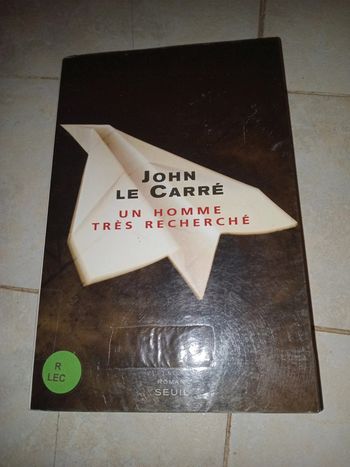 JOHN
LE CARRÉ
UN HOMME
TRÈS RECHERCHÉ
R
LEC
ROMAN
SEUIL